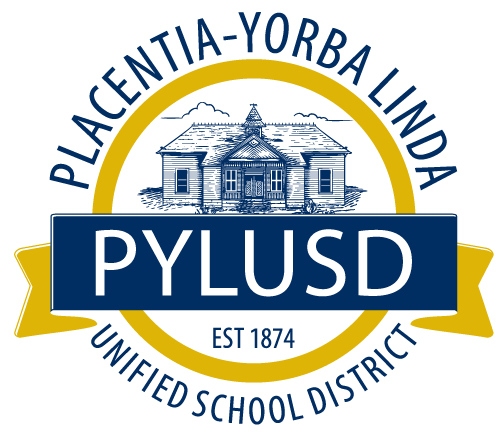 PLACENTIA-YORBA LINDA
PYLUSD
EST 1874
UNIFIED SCHOOL DISTRICT